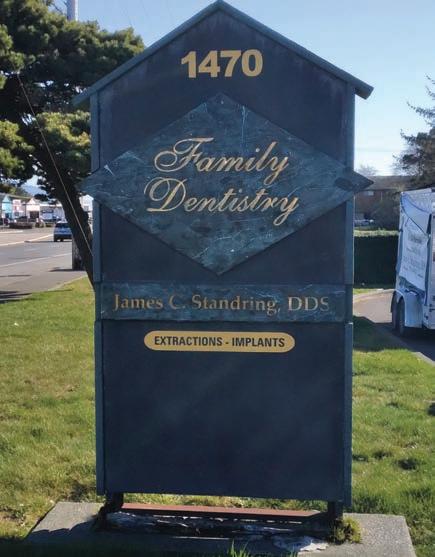 1470
Family
Dentistry
James C. Standring, DDS
EXTRACTIONS - IMPLANTS